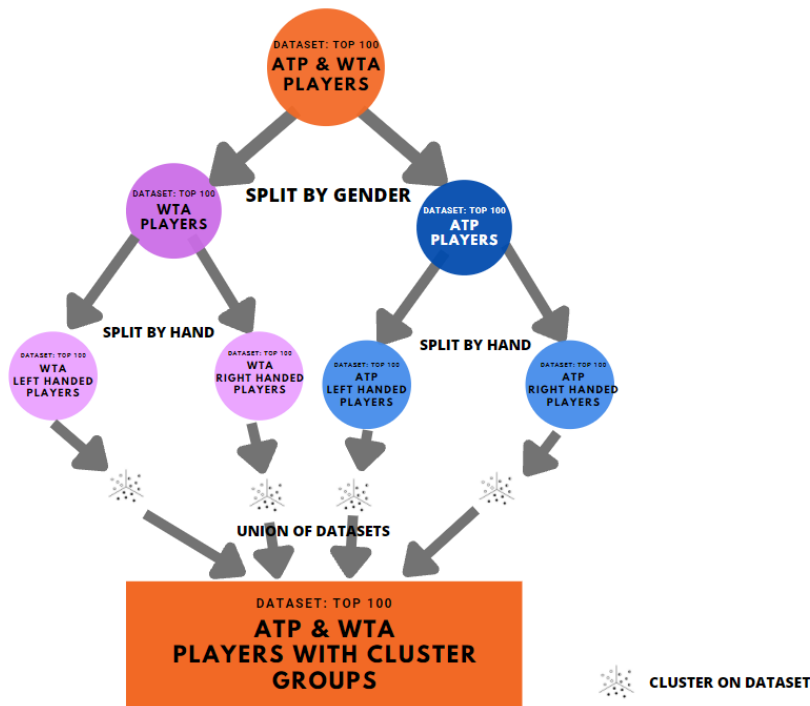 DATASET: TOP 100
ATP & WTA
PLAYERS
DATASET: TOP 100
WTA
PLAYERS
SPLIT BY GENDER
DATASET: TOP 100
ATP
PLAYERS
SPLIT BY HAND
SPLIT BY HAND
DATASET: TOP 100
WTA
LEFT HANDED
PLAYERS
DATASET: TOP 100
WTA
RIGHT HANDED
PLAYERS
DATASET: TOP 100
ATP
LEFT HANDED
PLAYERS
DATASET: TOP 100
ATP
RIGHT HANDED
PLAYERS
UNION OF DATASETS
DATASET: TOP 100
ATP & WTA
PLAYERS WITH CLUSTER
GROUPS
CLUSTER ON DATASET